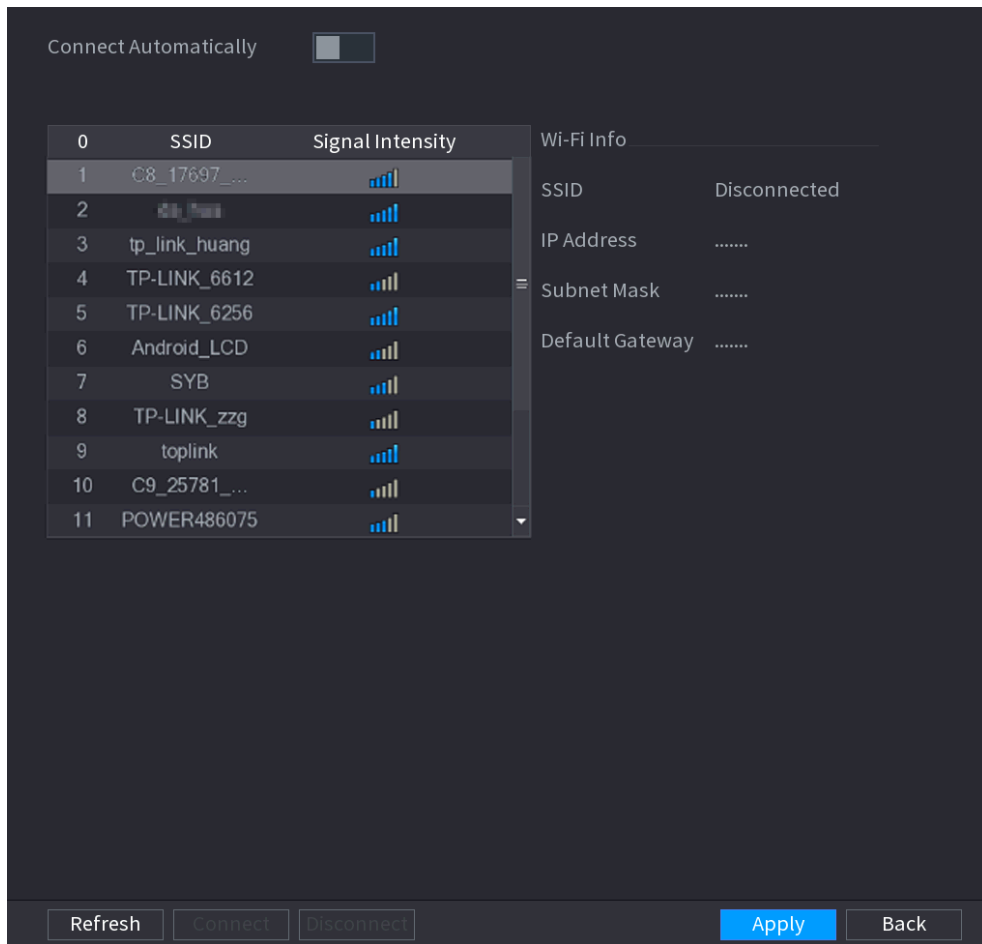 Connect Automatically
0 SSID Signal Intensity
1 C8_17697_...
2
3 tp_link_huang
4 TP-LINK_6612
5 TP-LINK_6256
6 Android_LCD
7 SYB
8 TP-LINK_zzg
9 toplink
10 C9_25781_...
11 POWER486075
Wi-Fi Info
SSID Disconnected
IP Address .......
Subnet Mask .......
Default Gateway .......
Refresh Connect Disconnect Apply Back